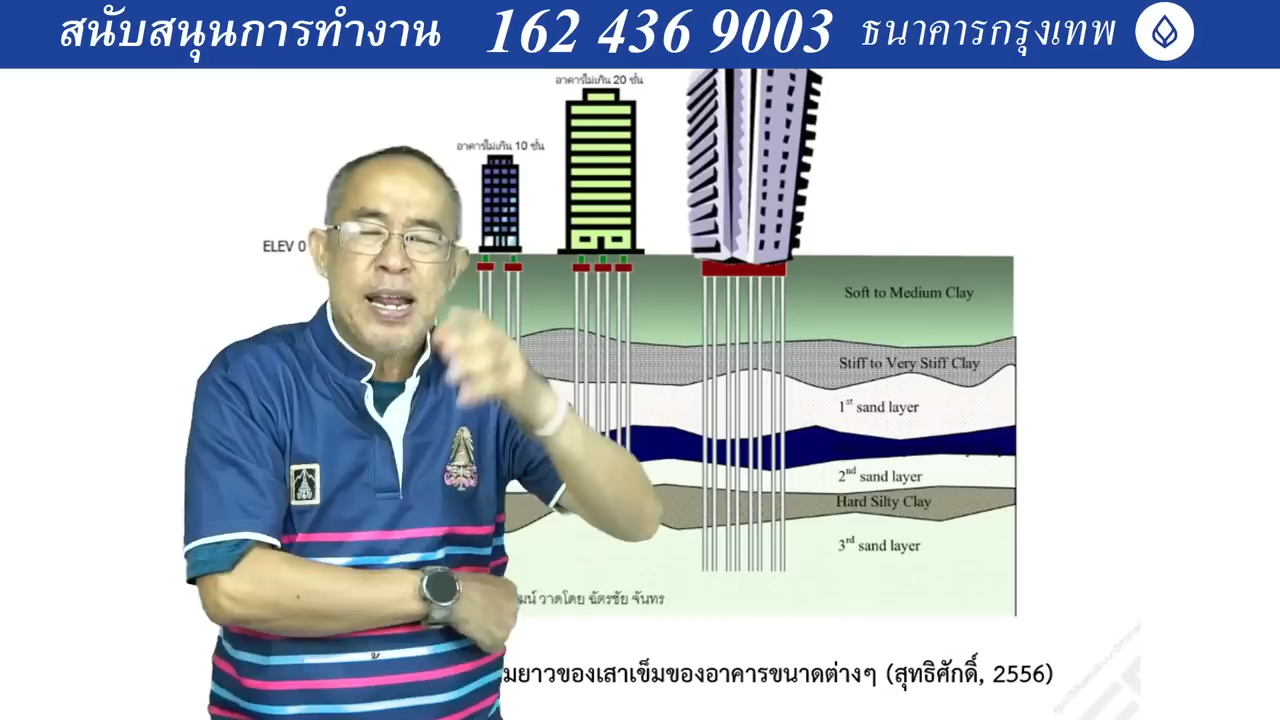 สนับสนุนการทำงาน 162 436 9003 ธนาคารกรุงเทพ
อาคารไม่เกิน 20 ชั้น
อาคารไม่เกิน 10 ชั้น
ELEV 0
Soft to Medium Clay
Stiff to Very Stiff Clay
1st sand layer
2nd sand layer
Hard Silty Clay
3rd sand layer
วาดโดย ฉัตรชัย จันทร
ของเสาเข็มของอาคารขนาดต่างๆ (สุทธิศักดิ์, 2556)